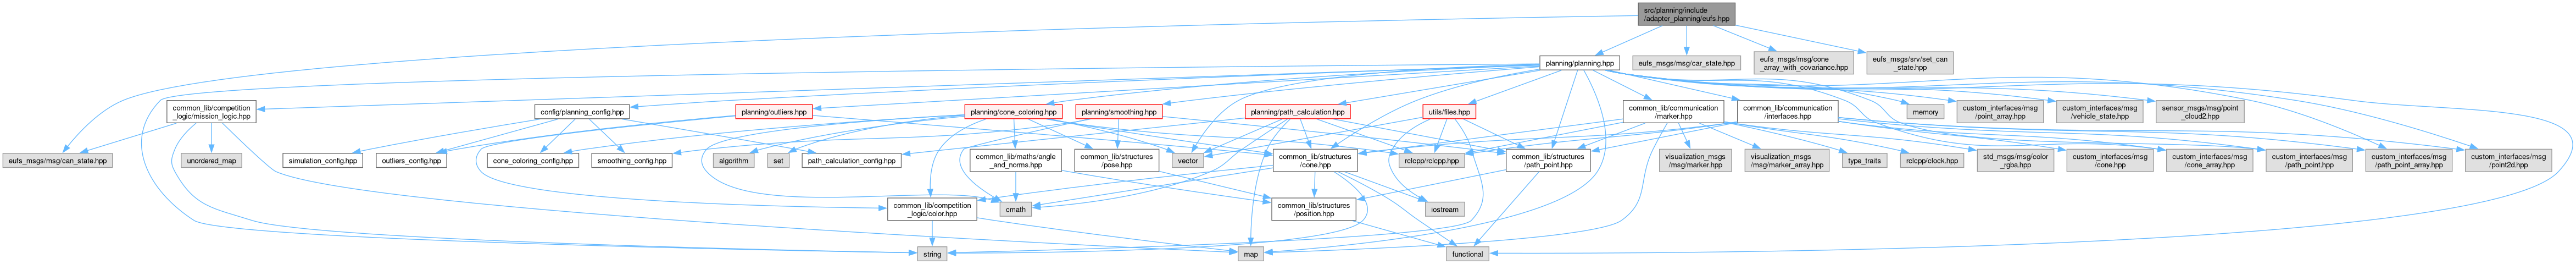 src/planning/include
/adapter_planning/eufs.hpp
planning/planning.hpp
eufs_msgs/msg/car_state.hpp
eufs_msgs/msg/cone
_array_with_covariance.hpp
eufs_msgs/srv/set_can
_state.hpp
common_lib/competition
_logic/mission_logic.hpp
config/planning_config.hpp
planning/outliers.hpp
planning/cone_coloring.hpp
planning/smoothing.hpp
planning/path_calculation.hpp
utils/files.hpp
common_lib/communication
/marker.hpp
common_lib/communication
/interfaces.hpp
memory
custom_interfaces/msg
/point_array.hpp
custom_interfaces/msg
/vehicle_state.hpp
sensor_msgs/msg/point
_cloud2.hpp
eufs_msgs/msg/can_state.hpp
unordered_map
simulation_config.hpp
outliers_config.hpp
cone_coloring_config.hpp
smoothing_config.hpp
algorithm
set
path_calculation_config.hpp
common_lib/maths/angle
_and_norms.hpp
common_lib/structures
/pose.hpp
vector
common_lib/structures
/cone.hpp
rclcpp/rclcpp.hpp
common_lib/structures
/path_point.hpp
visualization_msgs
/msg/marker.hpp
visualization_msgs
/msg/marker_array.hpp
type_traits
rclcpp/clock.hpp
std_msgs/msg/color
_rgba.hpp
custom_interfaces/msg
/cone.hpp
custom_interfaces/msg
/cone_array.hpp
custom_interfaces/msg
/path_point.hpp
custom_interfaces/msg
/path_point_array.hpp
custom_interfaces/msg
/point2d.hpp
common_lib/competition
_logic/color.hpp
cmath
common_lib/structures
/position.hpp
iostream
string
map
functional